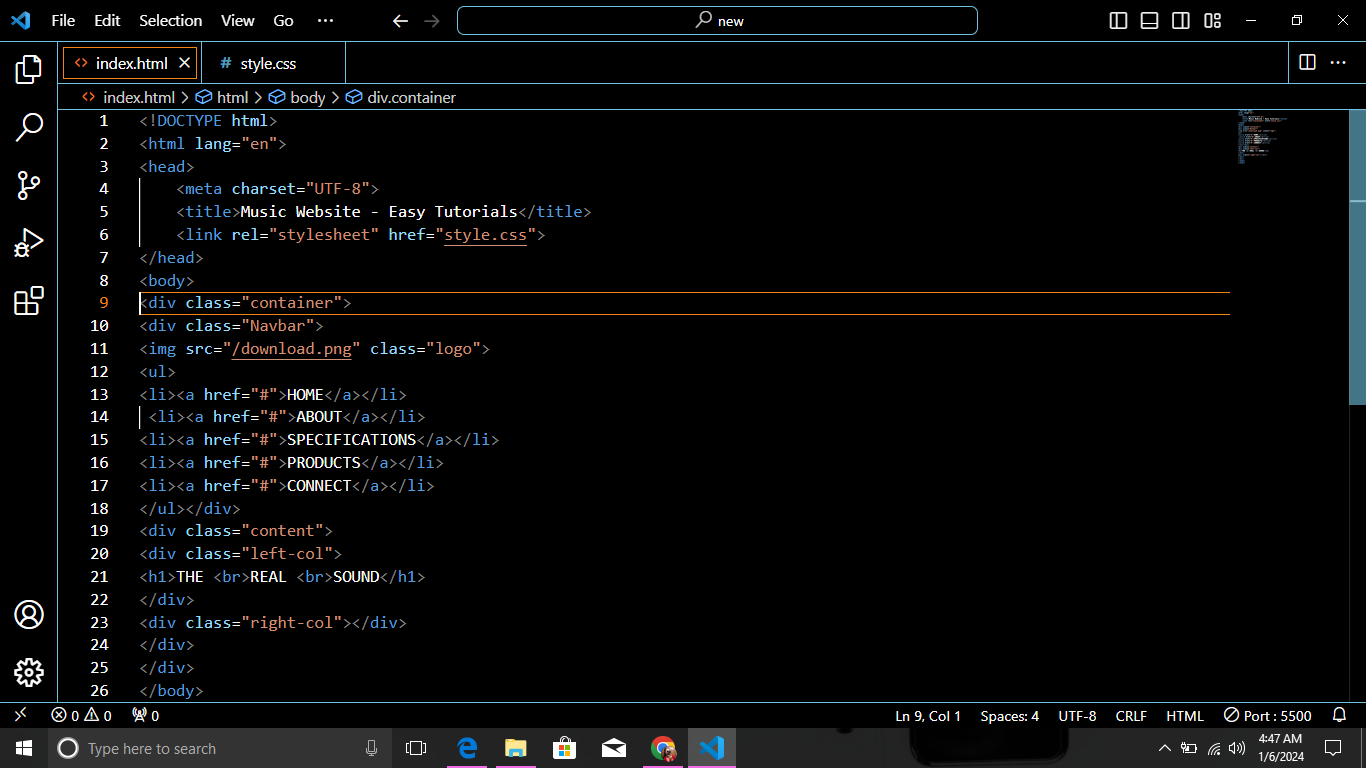 File Edit Selection View Go ··· new
index.html style.css
index.html > html > body > div.container
1 <!DOCTYPE html>
2 <html lang="en">
3 <head>
4 <meta charset="UTF-8">
5 <title>Music Website - Easy Tutorials</title>
6 <link rel="stylesheet" href="style.css">
7 </head>
8 <body>
9 <div class="container">
10 <div class="Navbar">
11 <img src="/download.png" class="logo">
12 <ul>
13 <li><a href="#">HOME</a></li>
14 <li><a href="#">ABOUT</a></li>
15 <li><a href="#">SPECIFICATIONS</a></li>
16 <li><a href="#">PRODUCTS</a></li>
17 <li><a href="#">CONNECT</a></li>
18 </ul></div>
19 <div class="content">
20 <div class="left-col">
21 <h1>THE <br>REAL <br>SOUND</h1>
22 </div>
23 <div class="right-col"></div>
24 </div>
25 </div>
26 </body>
0 0 0 Ln 9, Col 1 Spaces: 4 UTF-8 CRLF HTML Port : 5500
Type here to search
4:47 AM
1/6/2024